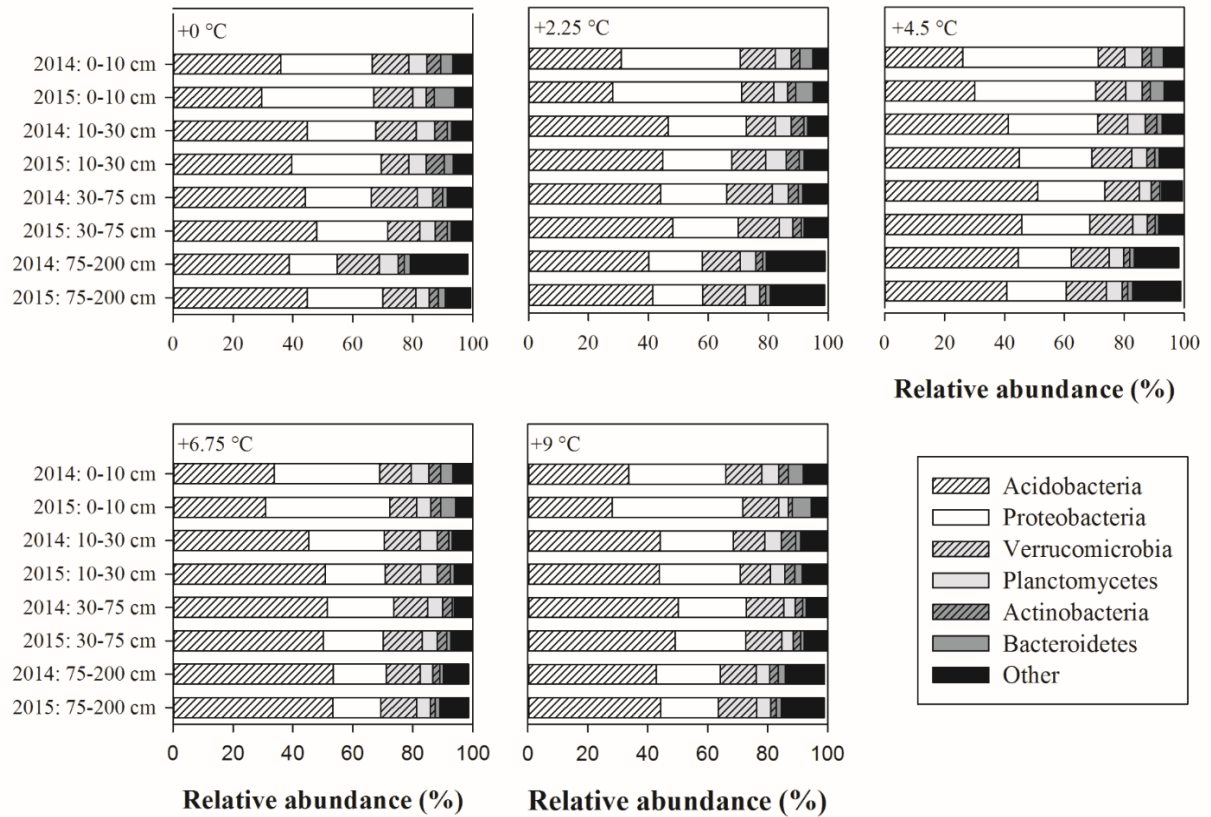 +0 °C
+2.25 °C
+4.5 °C
2014: 0-10 cm
2015: 0-10 cm
2014: 10-30 cm
2015: 10-30 cm
2014: 30-75 cm
2015: 30-75 cm
2014: 75-200 cm
2015: 75-200 cm
0 20 40 60 80 100
0 20 40 60 80 100
0 20 40 60 80 100
Relative abundance (%)
+6.75 °C
+9 °C
2014: 0-10 cm
2015: 0-10 cm
2014: 10-30 cm
2015: 10-30 cm
2014: 30-75 cm
2015: 30-75 cm
2014: 75-200 cm
2015: 75-200 cm
0 20 40 60 80 100
0 20 40 60 80 100
Relative abundance (%)
Relative abundance (%)
Acidobacteria
Proteobacteria
Verrucomicrobia
Planctomycetes
Actinobacteria
Bacteroidetes
Other